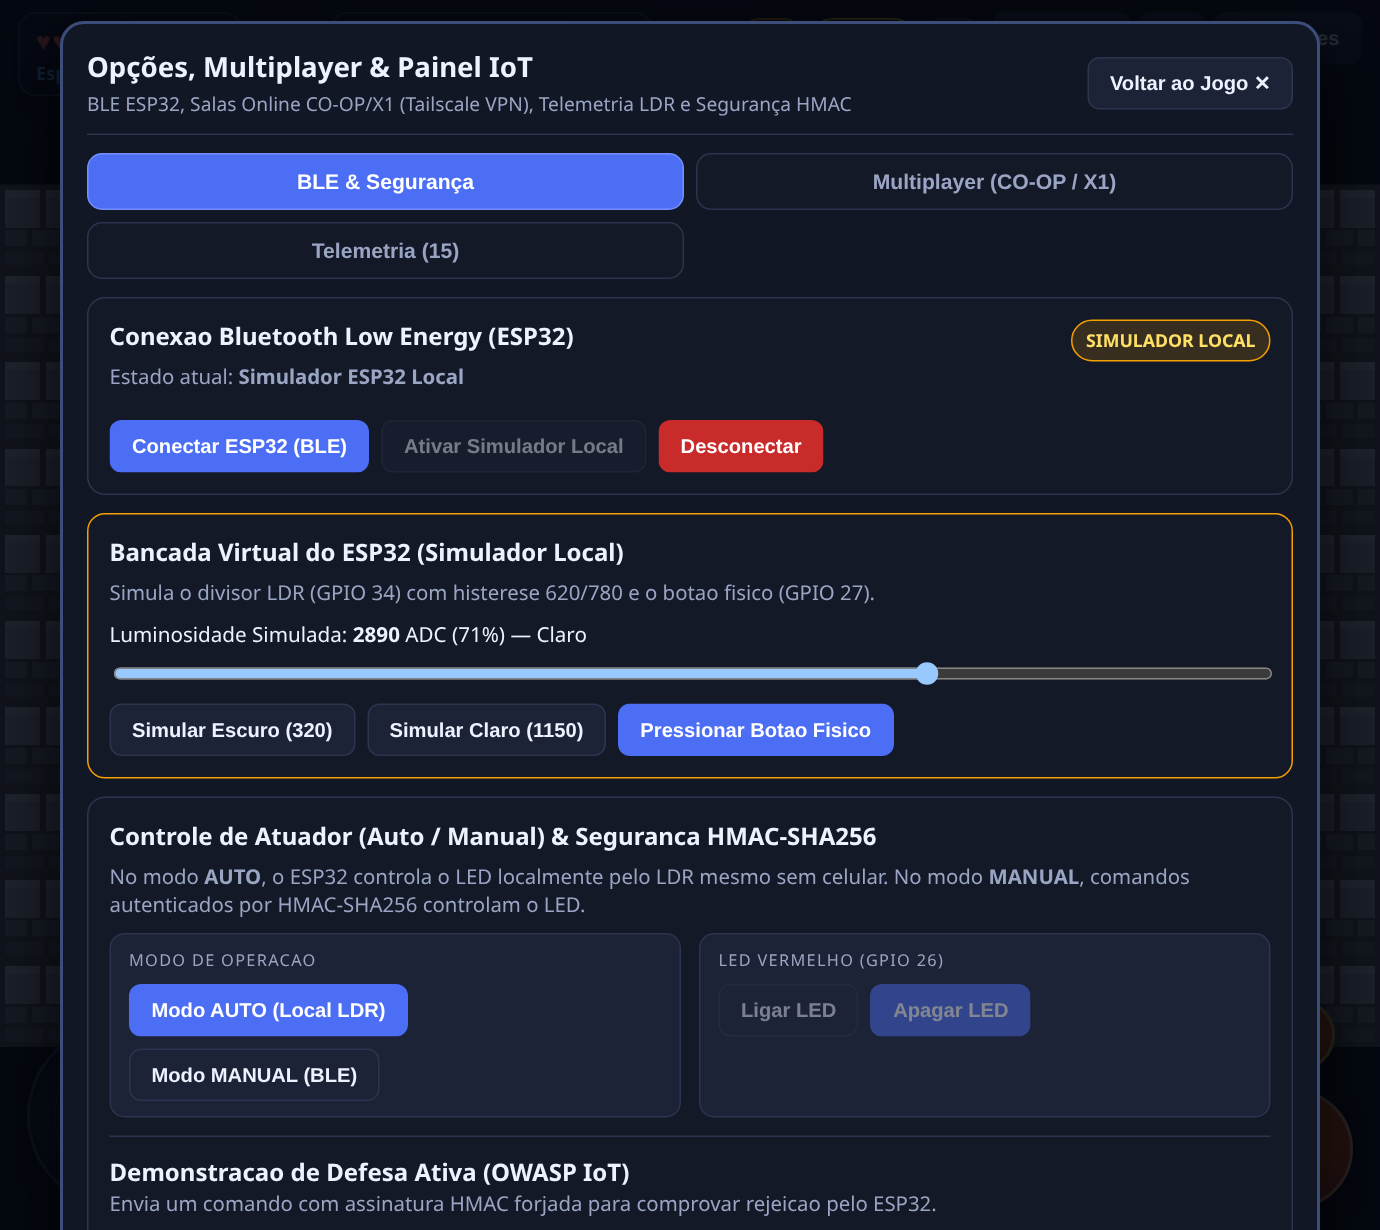 Opções, Multiplayer & Painel IoT
BLE ESP32, Salas Online CO-OP/X1 (Tailscale VPN), Telemetria LDR e Segurança HMAC
Voltar ao Jogo ✕
BLE & Segurança
Multiplayer (CO-OP / X1)
Telemetria (15)
Conexao Bluetooth Low Energy (ESP32)
SIMULADOR LOCAL
Estado atual: Simulador ESP32 Local
Conectar ESP32 (BLE)
Ativar Simulador Local
Desconectar
Bancada Virtual do ESP32 (Simulador Local)
Simula o divisor LDR (GPIO 34) com histerese 620/780 e o botao fisico (GPIO 27).
Luminosidade Simulada: 2890 ADC (71%) — Claro
Simular Escuro (320)
Simular Claro (1150)
Pressionar Botao Fisico
Controle de Atuador (Auto / Manual) & Seguranca HMAC-SHA256
No modo AUTO, o ESP32 controla o LED localmente pelo LDR mesmo sem celular. No modo MANUAL, comandos
autenticados por HMAC-SHA256 controlam o LED.
MODO DE OPERACAO
Modo AUTO (Local LDR)
Modo MANUAL (BLE)
LED VERMELHO (GPIO 26)
Ligar LED
Apagar LED
Demonstracao de Defesa Ativa (OWASP IoT)
Envia um comando com assinatura HMAC forjada para comprovar rejeicao pelo ESP32.